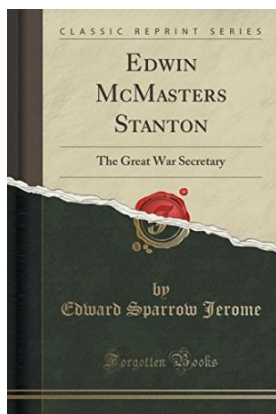 CLASSIC REPRINT SERIES
EDWIN
MCMASTERS
STANTON
The Great War Secretary
by
Edward Sparrow Jerome
Forgotten Books